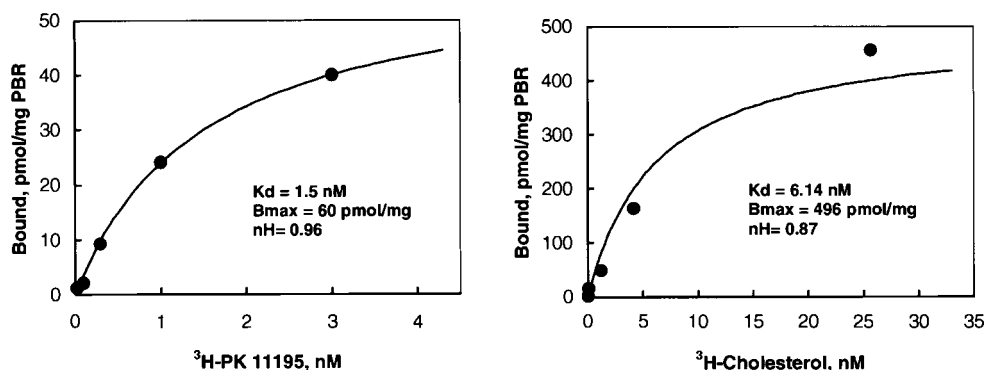 50
40
30
20
10
0
Bound, pmol/mg PBR
Kd = 1.5 nM
Bmax = 60 pmol/mg
nH= 0.96
0 1 2 3 4
³H-PK 11195, nM
500
400
300
200
100
0
Bound, pmol/mg PBR
Kd = 6.14 nM
Bmax = 496 pmol/mg
nH= 0.87
0 5 10 15 20 25 30 35
³H-Cholesterol, nM